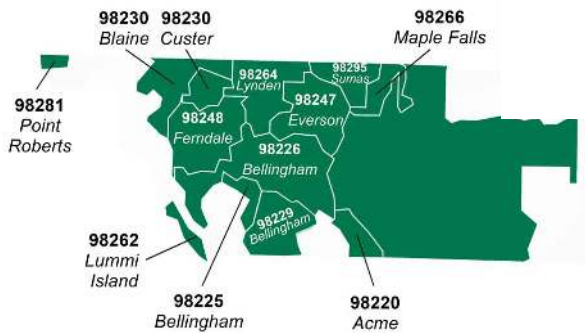 98230
Blaine
98230
Custer
98266
Maple Falls
98281
Point
Roberts
98264
Lynden
98295
Sumas
98247
Everson
98248
Ferndale
98226
Bellingham
98229
Bellingham
98262
Lummi
Island
98225
Bellingham
98220
Acme